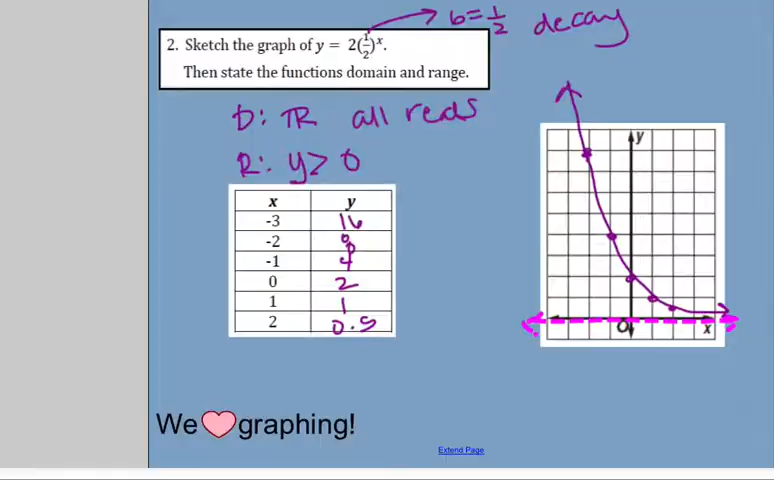 b=1/2 decay
2. Sketch the graph of y = 2(1/2)^x.
Then state the functions domain and range.
D: ℝ all reals
R: y > 0
x y
-3 16
-2 8
-1 4
0 2
1 1
2 0.5
y
O x
We ❤ graphing!
Extend Page